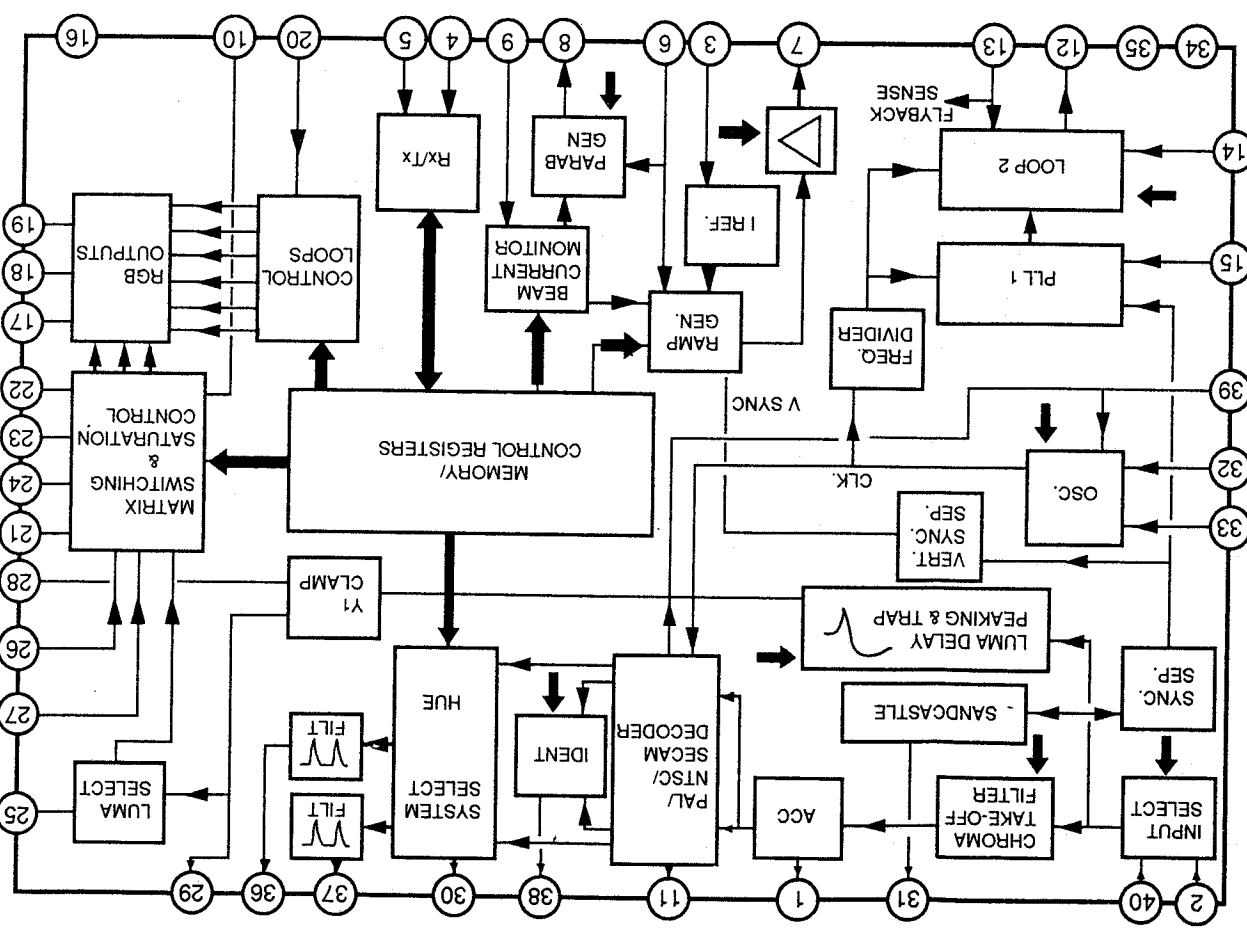 2
40
31
1
11
38
30
37
36
29
INPUT
SELECT
CHROMA
TAKE-OFF
FILTER
ACC
PAL/
NTSC/
SECAM
DECODER
IDENT
SYSTEM
SELECT
HUE
FILT
FILT
LUMA
SELECT
25
27
26
SYNC.
SEP.
SANDCASTLE
LUMA DELAY
PEAKING & TRAP
Y1
CLAMP
28
33
32
39
OSC.
VERT.
SYNC.
SEP.
CLK.
V SYNC
MEMORY/
CONTROL REGISTERS
MATRIX
SWITCHING
&
SATURATION
CONTROL
21
24
23
22
FREQ.
DIVIDER
RAMP
GEN.
BEAM
CURRENT
MONITOR
CONTROL
LOOPS
RGB
OUTPUTS
17
18
19
15
PLL 1
I REF.
14
LOOP 2
PARAB
GEN
Rx/Tx
FLYBACK
SENSE
34
35
12
13
7
3
6
8
9
4
5
20
10
16